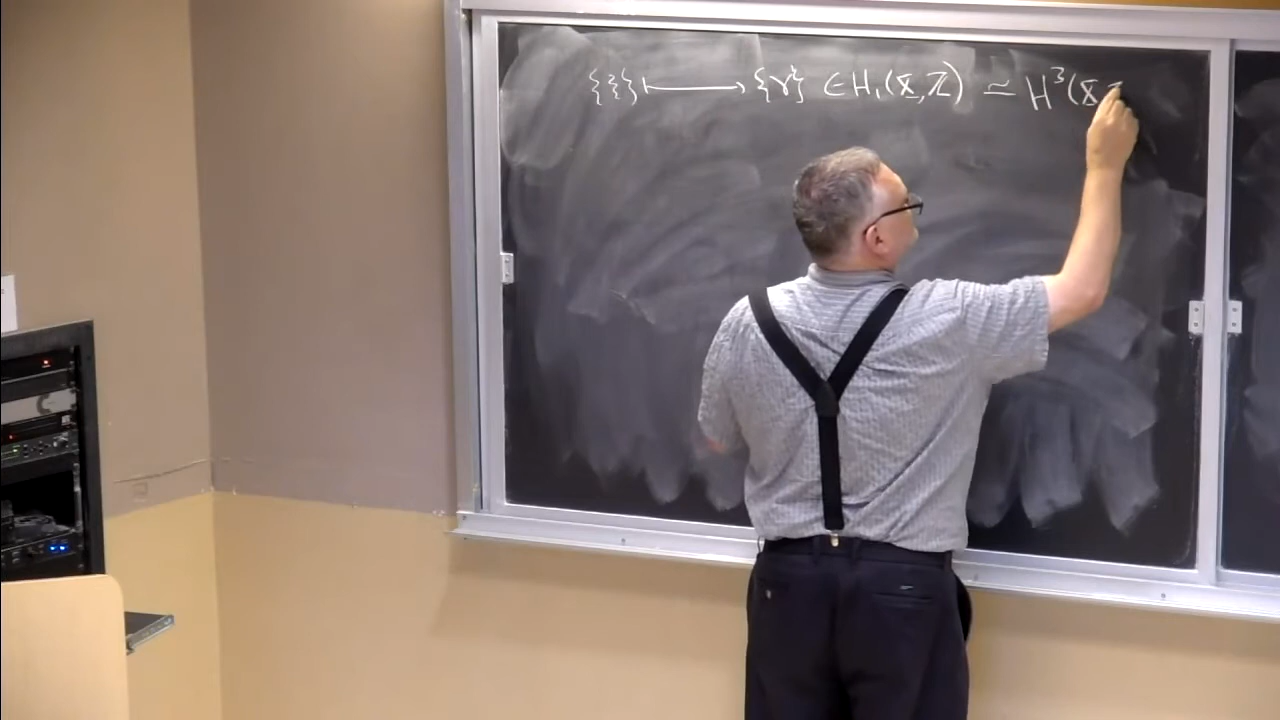 {ξ} ⟼ {γ} ∈ H₁(X, ℤ) ≃ H³(X